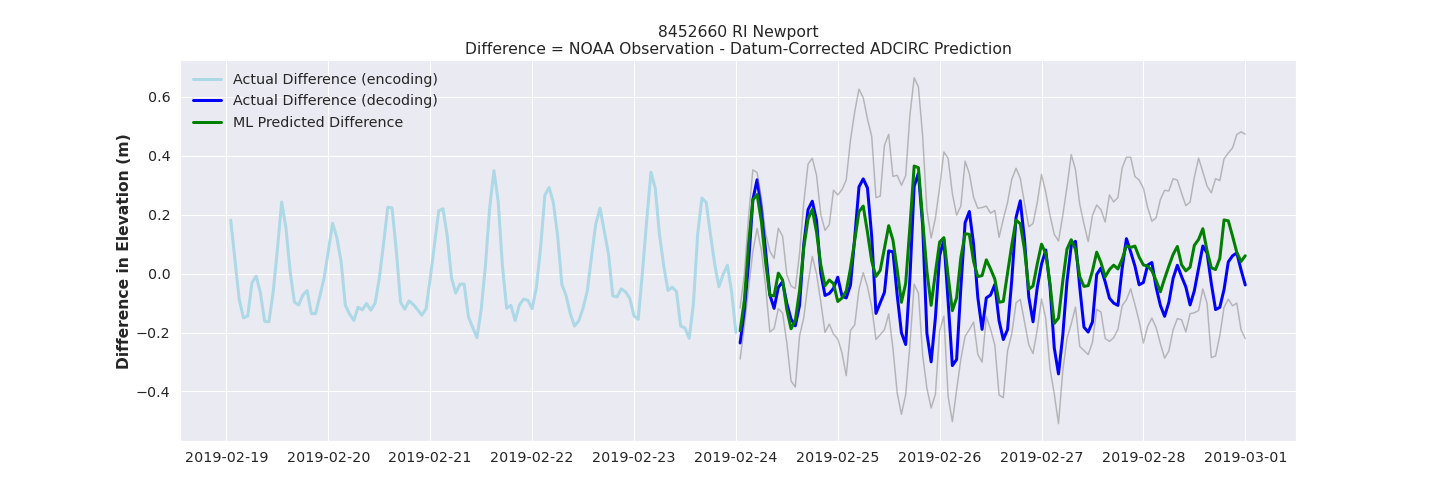 8452660 RI Newport
Difference = NOAA Observation - Datum-Corrected ADCIRC Prediction
Actual Difference (encoding)
Actual Difference (decoding)
ML Predicted Difference
Difference in Elevation (m)
0.6
0.4
0.2
0.0
−0.2
−0.4
2019-02-19 2019-02-20 2019-02-21 2019-02-22 2019-02-23 2019-02-24 2019-02-25 2019-02-26 2019-02-27 2019-02-28 2019-03-01